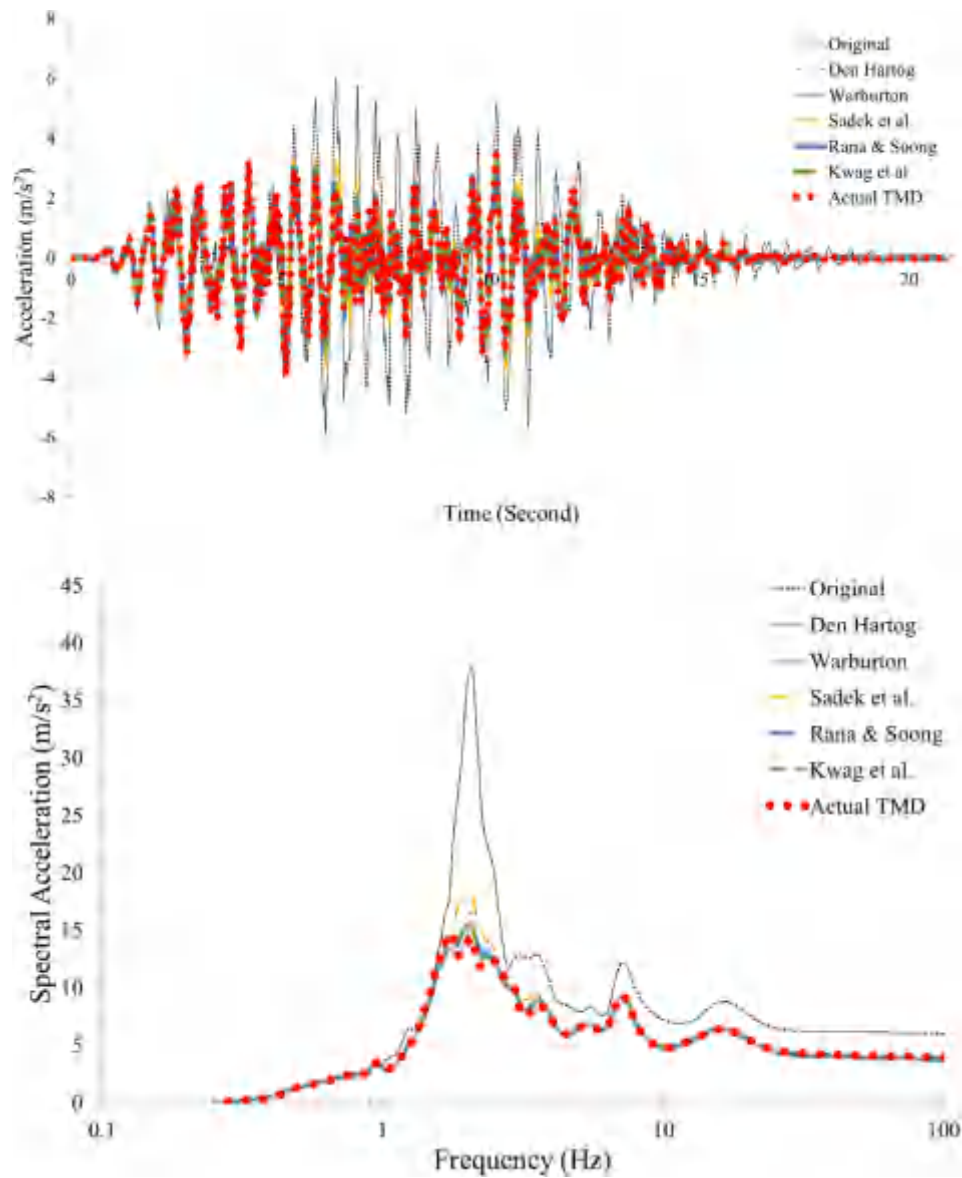 8
6
4
2
0
-2
-4
-6
-8
Acceleration (m/s²)
0
15
20
Time (Second)
Original
Den Hartog
Warburton
Sadek et al.
Rana & Soong
Kwag et al
Actual TMD
45
40
35
30
25
20
15
10
5
0
Spectral Acceleration (m/s²)
0.1
1
10
100
Frequency (Hz)
Original
Den Hartog
Warburton
Sadek et al.
Rana & Soong
Kwag et al.
Actual TMD